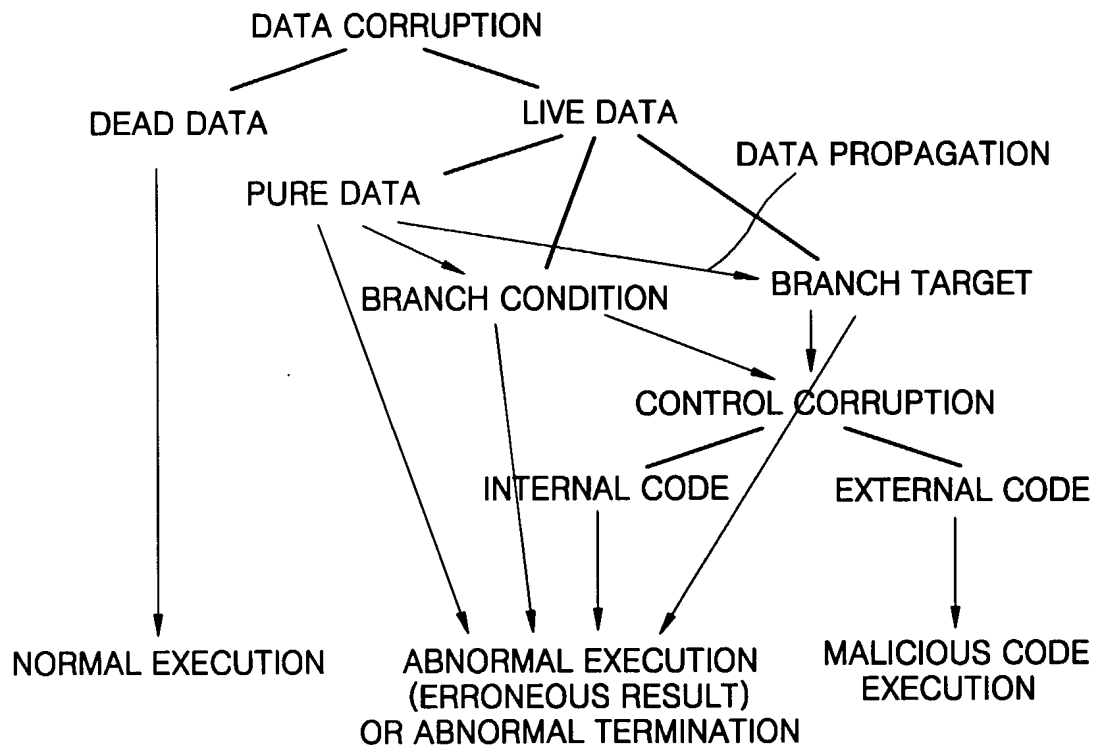 DATA CORRUPTION
DEAD DATA
LIVE DATA
DATA PROPAGATION
PURE DATA
BRANCH CONDITION
BRANCH TARGET
CONTROL CORRUPTION
INTERNAL CODE
EXTERNAL CODE
NORMAL EXECUTION
ABNORMAL EXECUTION
(ERRONEOUS RESULT)
OR ABNORMAL TERMINATION
MALICIOUS CODE
EXECUTION